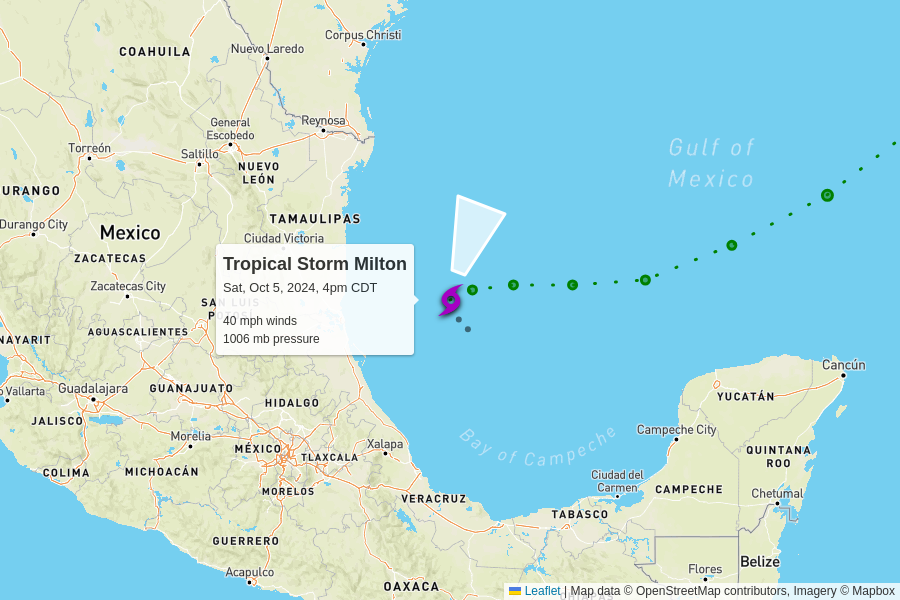 Corpus Christi
COAHUILA
Nuevo Laredo
General
Escobedo
Reynosa
Torreón
Saltillo
NUEVO
LEÓN
Gulf of
Mexico
URANGO
Durango City
Mexico
TAMAULIPAS
Ciudad Victoria
ZACATECAS
Zacatecas City
SAN LUIS
POTOSÍ
Tropical Storm Milton
Sat, Oct 5, 2024, 4pm CDT
40 mph winds
1006 mb pressure
AGUASCALIENTES
NAYARIT
o Vallarta
Guadalajara
GUANAJUATO
HIDALGO
JALISCO
Morelia
MÉXICO
TLAXCALA
Xalapa
COLIMA
MICHOACÁN
MORELOS
VERACRUZ
GUERRERO
Acapulco
OAXACA
Bay of Campeche
Cancún
YUCATÁN
Campeche City
QUINTANA
ROO
Ciudad del
Carmen
CAMPECHE
Chetumal
TABASCO
Belize
Flores
CHIAPAS
Leaflet | Map data © OpenStreetMap contributors, Imagery © Mapbox